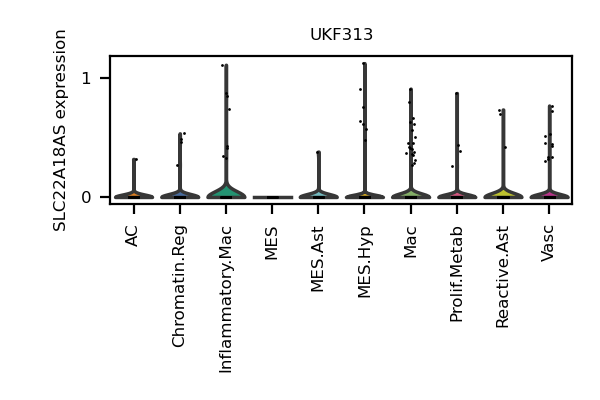 UKF313
SLC22A18AS expression
1
0
AC
Chromatin.Reg
Inflammatory.Mac
MES
MES.Ast
MES.Hyp
Mac
Prolif.Metab
Reactive.Ast
Vasc